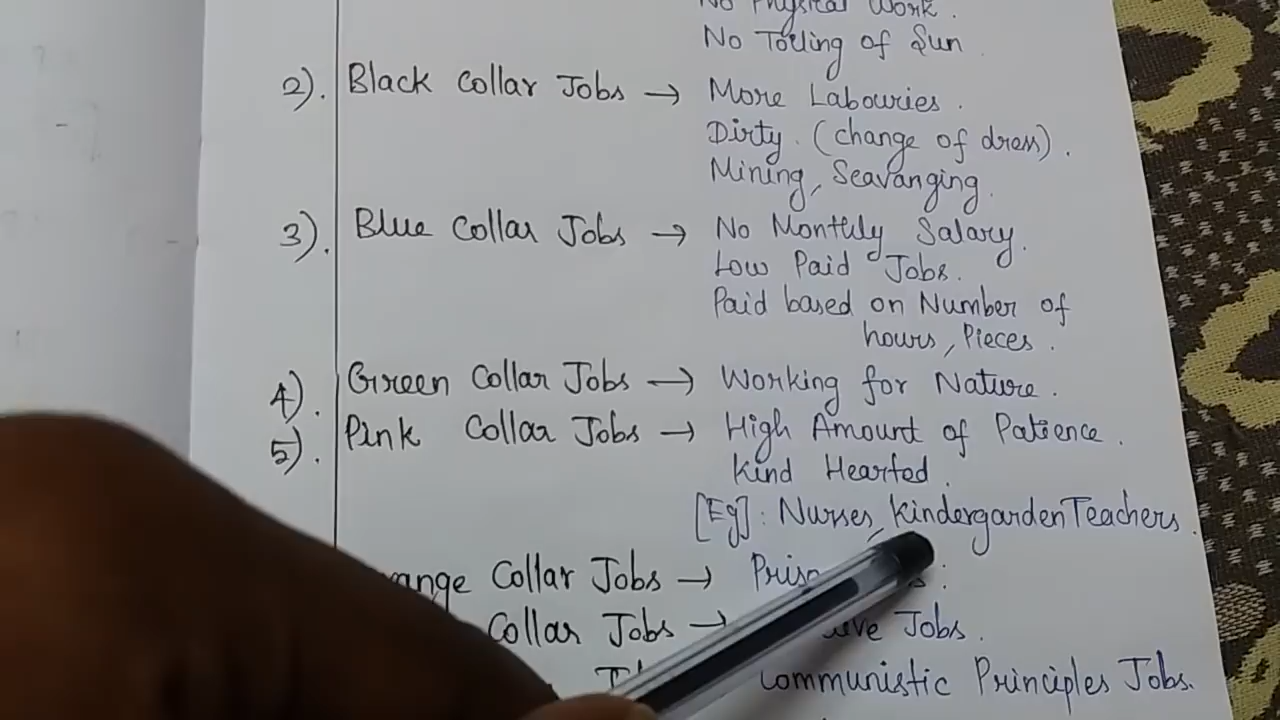 No Physical Work.
No Toiling of Sun
2). Black Collar Jobs → More Labouries.
Dirty. (change of dress).
Mining, Scavanging.
3). Blue Collar Jobs → No Monthly Salary.
Low Paid Jobs.
Paid based on Number of
hours, Pieces.
4). Green Collar Jobs → Working for Nature.
5). Pink Collar Jobs → High Amount of Patience.
Kind Hearted.
[Eg]: Nurses, Kindergarden Teachers.
Collar Jobs →
Collar Jobs → Jobs.
Principles Jobs.